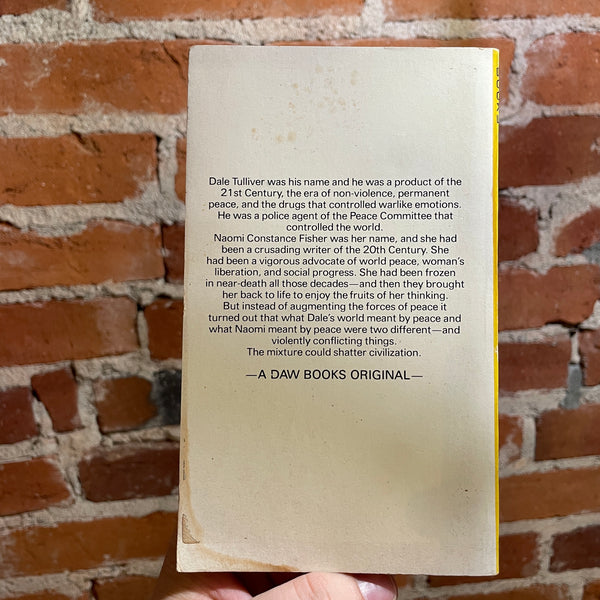 Dale Tulliver was his name and he was a product of the
21st Century, the era of non-violence, permanent
peace, and the drugs that controlled warlike emotions.
He was a police agent of the Peace Committee that
controlled the world.
Naomi Constance Fisher was her name, and she had
been a crusading writer of the 20th Century. She
had been a vigorous advocate of world peace, woman's
liberation, and social progress. She had been frozen
in near-death all those decades—and then they brought
her back to life to enjoy the fruits of her thinking.
But instead of augmenting the forces of peace it
turned out that what Dale's world meant by peace and
what Naomi meant by peace were two different—and
violently conflicting things.
The mixture could shatter civilization.
—A DAW BOOKS ORIGINAL—